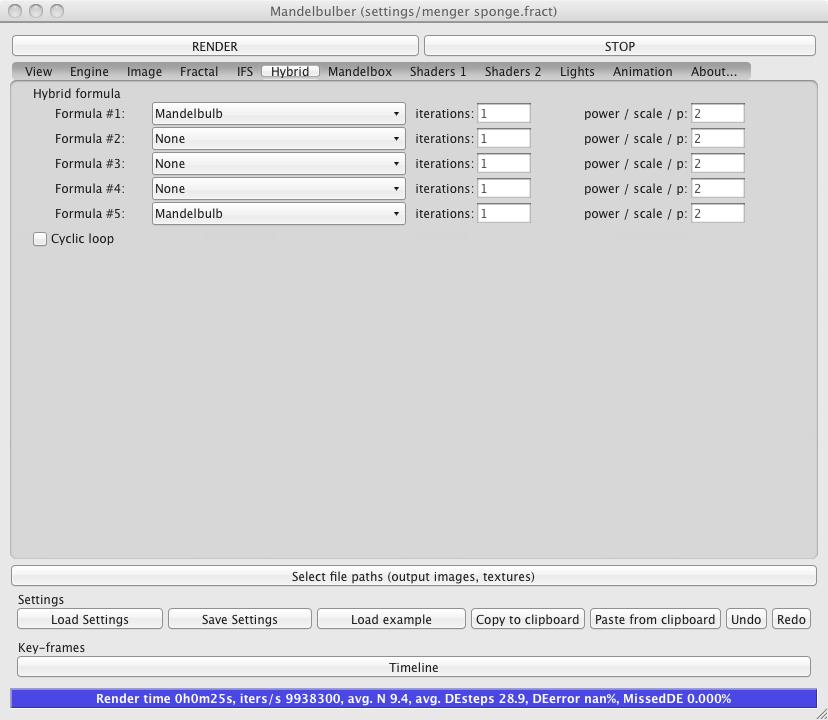 Mandelbulber (settings/menger sponge.fract)
RENDER STOP
View Engine Image Fractal IFS Hybrid Mandelbox Shaders 1 Shaders 2 Lights Animation About...
Hybrid formula
Formula #1: Mandelbulb iterations: 1 power / scale / p: 2
Formula #2: None iterations: 1 power / scale / p: 2
Formula #3: None iterations: 1 power / scale / p: 2
Formula #4: None iterations: 1 power / scale / p: 2
Formula #5: Mandelbulb iterations: 1 power / scale / p: 2
Cyclic loop
Select file paths (output images, textures)
Settings
Load Settings Save Settings Load example Copy to clipboard Paste from clipboard Undo Redo
Key-frames
Timeline
Render time 0h0m25s, iters/s 9938300, avg. N 9.4, avg. DEsteps 28.9, DEerror nan%, MissedDE 0.000%